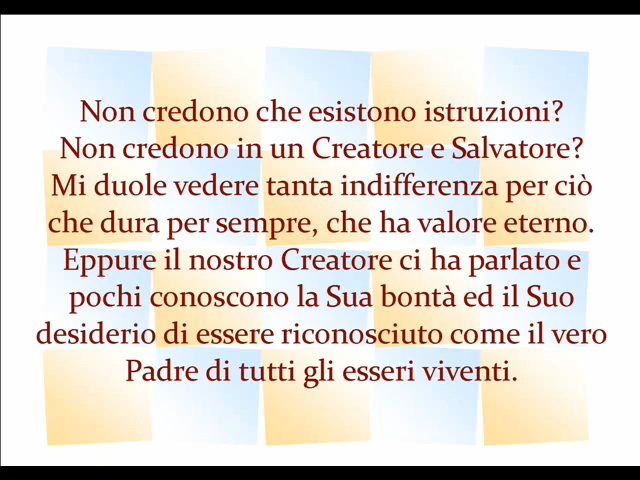 Non credono che esistono istruzioni?
Non credono in un Creatore e Salvatore?
Mi duole vedere tanta indifferenza per ciò
che dura per sempre, che ha valore eterno.
Eppure il nostro Creatore ci ha parlato e
pochi conoscono la Sua bontà ed il Suo
desiderio di essere riconosciuto come il vero
Padre di tutti gli esseri viventi.